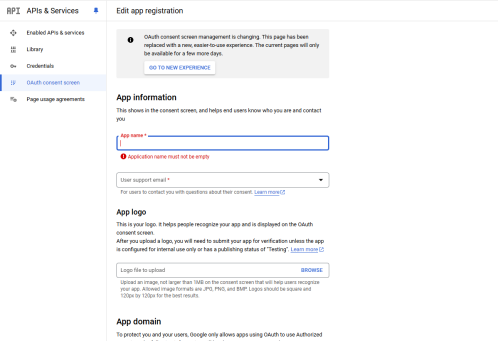 API APIs & Services
Edit app registration
Enabled APIs & services
Library
Credentials
OAuth consent screen
Page usage agreements
OAuth consent screen management is changing. This page has been
replaced with a new, easier-to-use experience. The current pages will only
be available for a few more days.
GO TO NEW EXPERIENCE
App information
This shows in the consent screen, and helps end users know who you are and contact
you
App name *
Application name must not be empty
User support email *
For users to contact you with questions about their consent. Learn more
App logo
This is your logo. It helps people recognize your app and is displayed on the OAuth
consent screen.
After you upload a logo, you will need to submit your app for verification unless the app
is configured for internal use only or has a publishing status of "Testing". Learn more
Logo file to upload
BROWSE
Upload an image, not larger than 1MB on the consent screen that will help users recognize
your app. Allowed image formats are JPG, PNG, and BMP. Logos should be square and
120px by 120px for the best results.
App domain
To protect you and your users, Google only allows apps using OAuth to use Authorized